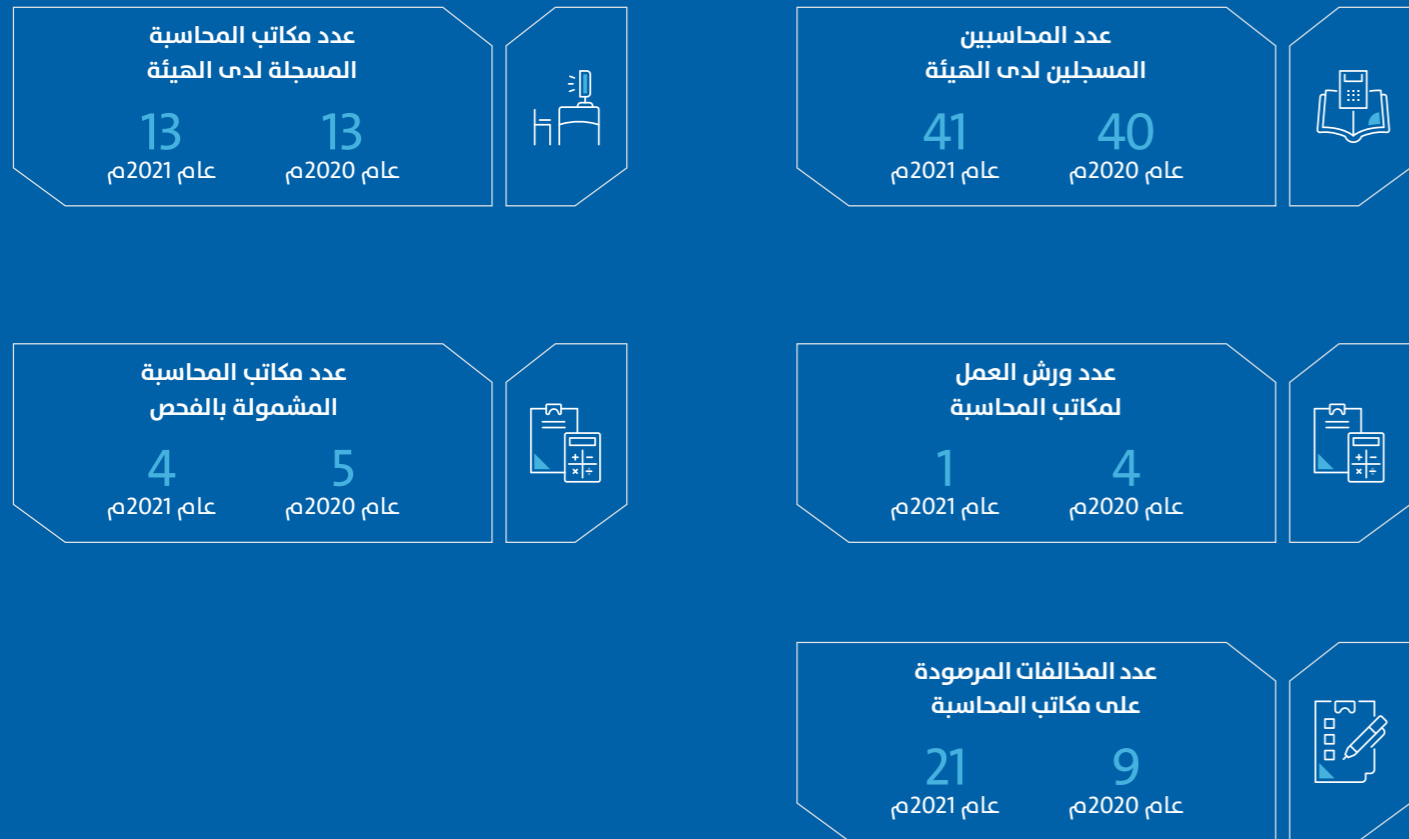 عدد المحاسبين
المسجلين لدى الهيئة
40 41
عام 2020م عام 2021م
عدد مكاتب المحاسبة
المسجلة لدى الهيئة
13 13
عام 2020م عام 2021م
عدد ورش العمل
لمكاتب المحاسبة
4 1
عام 2020م عام 2021م
عدد مكاتب المحاسبة
المشمولة بالفحص
5 4
عام 2020م عام 2021م
عدد المخالفات المرصودة
على مكاتب المحاسبة
9 21
عام 2020م عام 2021م